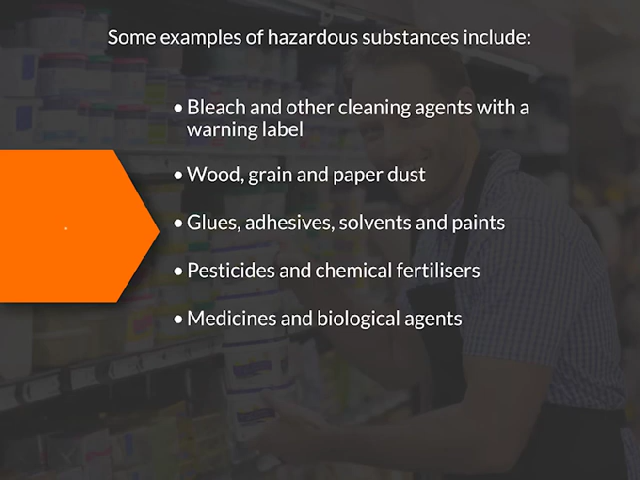 Some examples of hazardous substances include:
• Bleach and other cleaning agents with a
warning label
• Wood, grain and paper dust
• Glues, adhesives, solvents and paints
• Pesticides and chemical fertilisers
• Medicines and biological agents